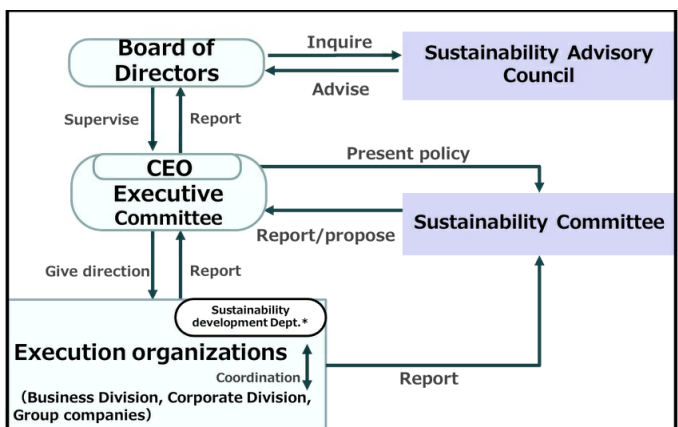 Board of
Directors
Inquire
Advise
Sustainability Advisory
Council
Supervise
Report
CEO
Executive
Committee
Present policy
Report/propose
Sustainability Committee
Give direction
Report
Sustainability
development Dept.*
Execution organizations
Coordination
（Business Division, Corporate Division,
Group companies）
Report